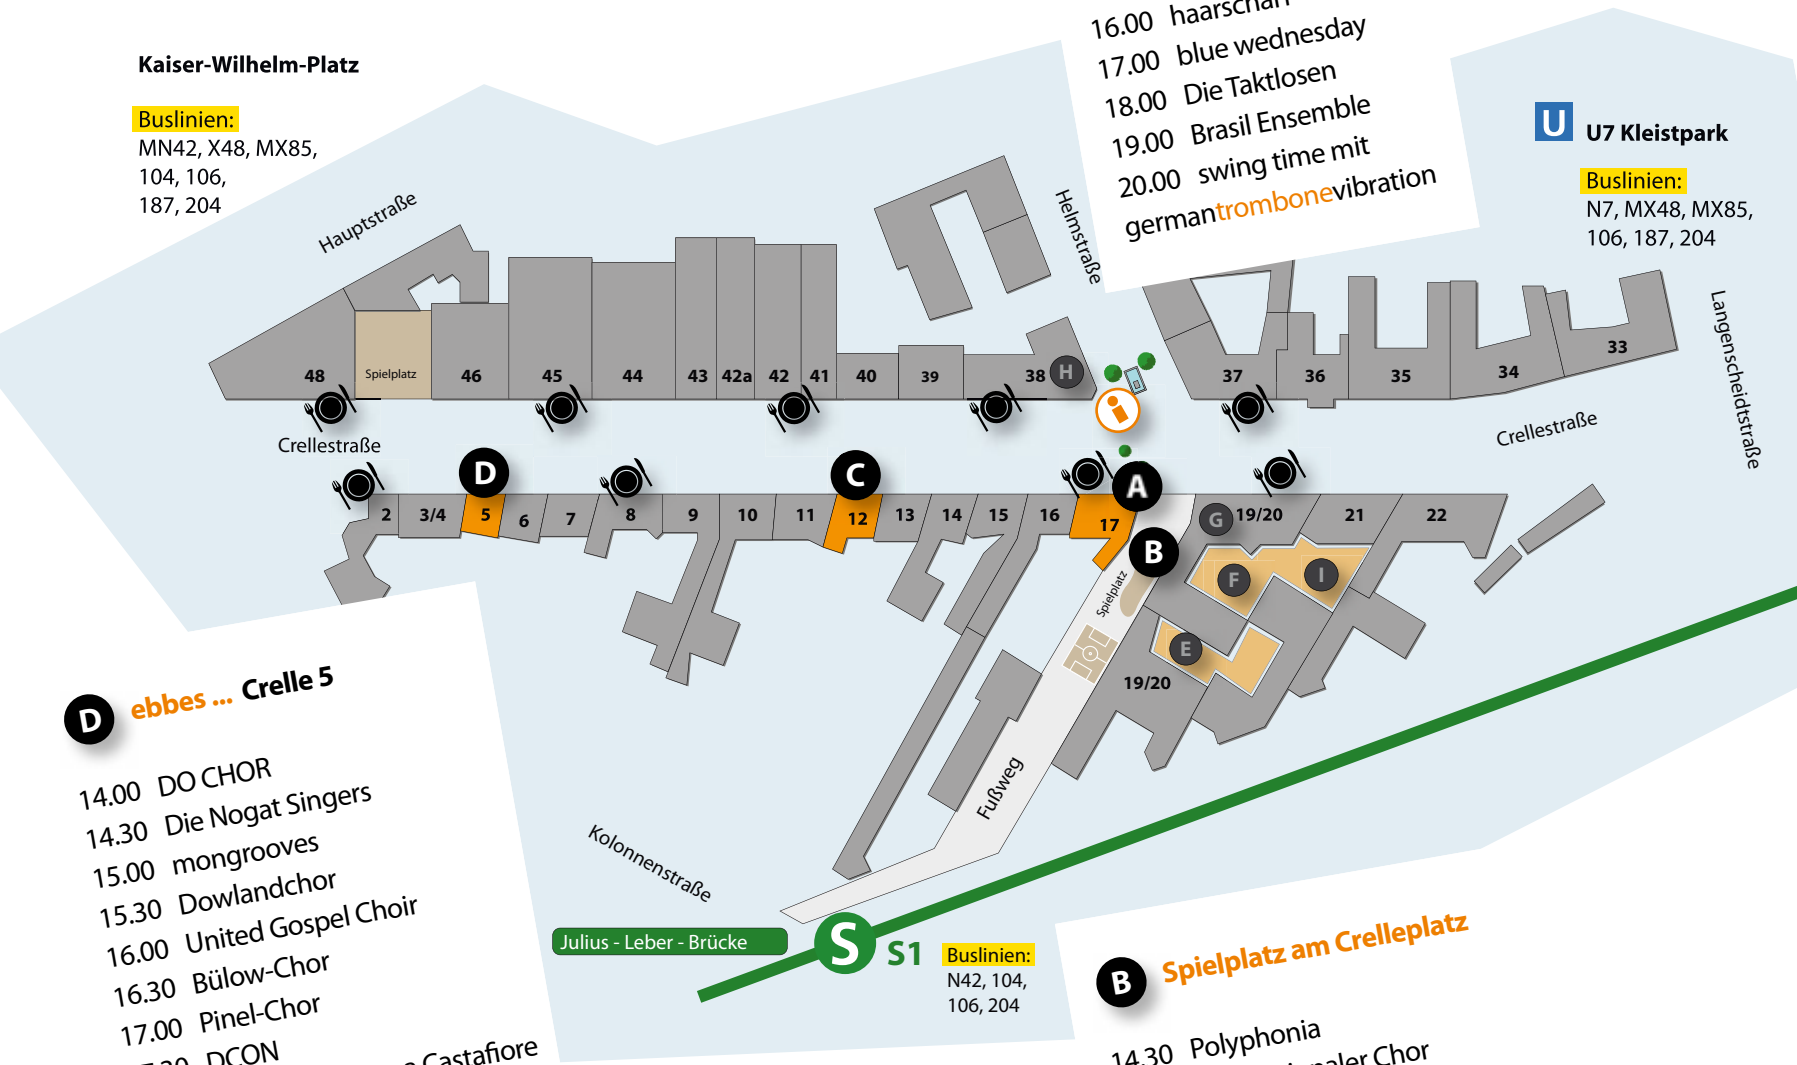 16.00 haarscharf
17.00 blue wednesday
18.00 Die Taktlosen
19.00 Brasil Ensemble
20.00 swing time mit
germantrombonevibration
Kaiser-Wilhelm-Platz
Buslinien:
MN42, X48, MX85,
104, 106,
187, 204
U U7 Kleistpark
Buslinien:
N7, MX48, MX85,
106, 187, 204
Hauptstraße
Helmstraße
Langenscheidtstraße
48 Spielplatz 46 45 44 43 42a 42 41 40 39 38 H 37 36 35 34 33
Crellestraße
Crellestraße
D C A
2 3/4 5 6 7 8 9 10 11 12 13 14 15 16 17 G 19/20 21 22
B
F I
Spielplatz
E
19/20
Fußweg
Kolonnenstraße
Julius - Leber - Brücke S S1
Buslinien:
N42, 104,
106, 204
D ebbes ... Crelle 5
14.00 DO CHOR
14.30 Die Nogat Singers
15.00 mongrooves
15.30 Dowlandchor
16.00 United Gospel Choir
16.30 Bülow-Chor
17.00 Pinel-Chor
DCON
Castafiore
B Spielplatz am Crelleplatz
14.30 Polyphonia
Chor